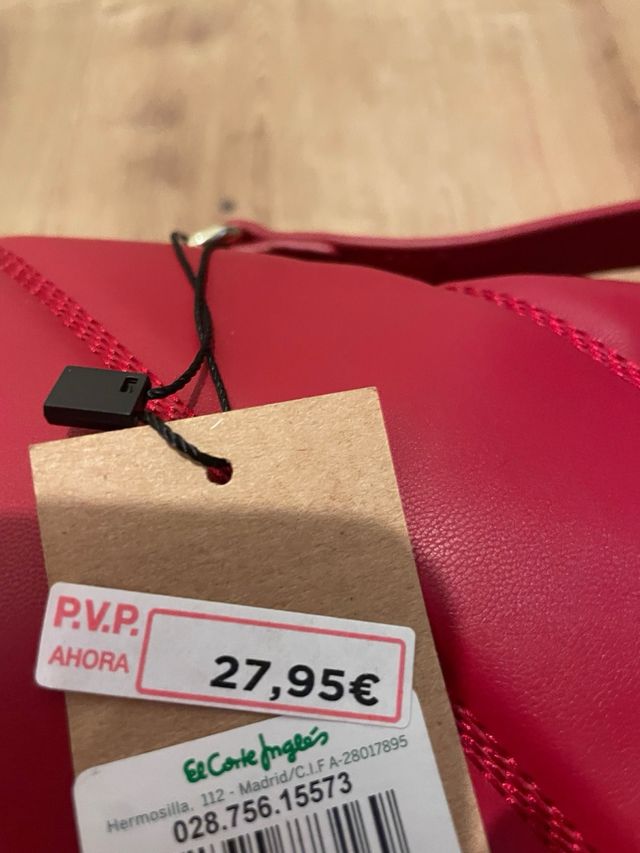 P.V.P.
AHORA
27,95€
El Corte Inglés
Hermosilla, 112 - Madrid/C.I.F A-28017895
028.756.15573